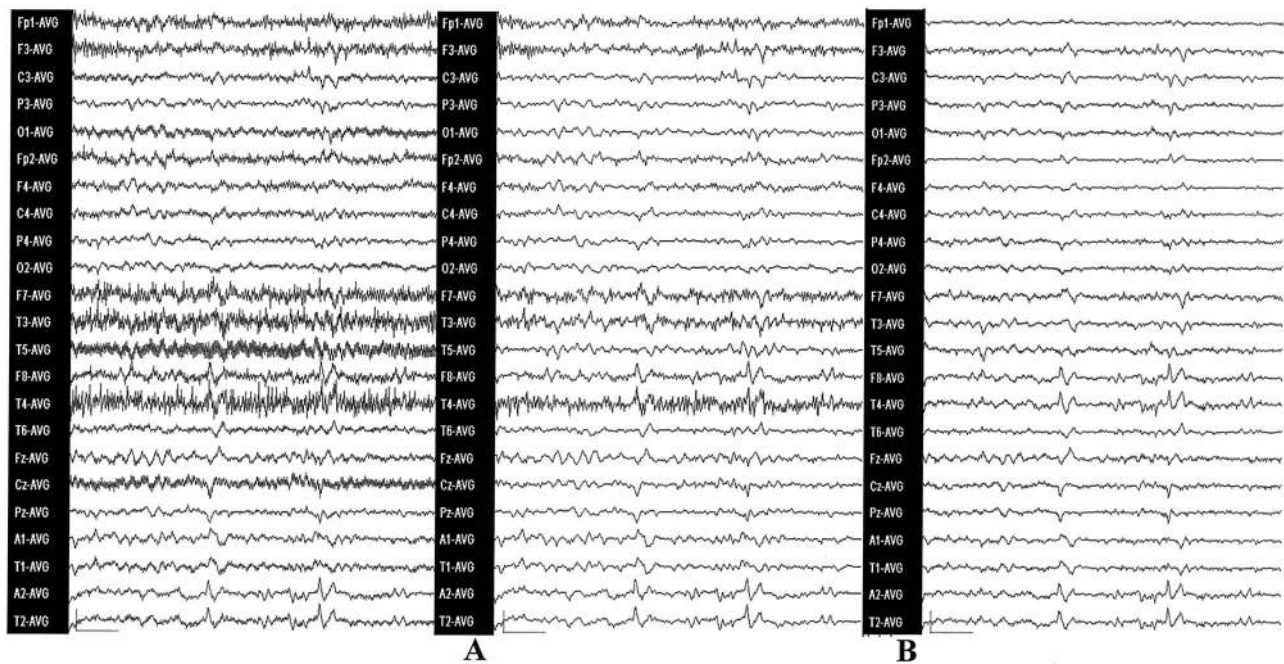 Fp1-AVG
F3-AVG
C3-AVG
P3-AVG
O1-AVG
Fp2-AVG
F4-AVG
C4-AVG
P4-AVG
O2-AVG
F7-AVG
T3-AVG
T5-AVG
F8-AVG
T4-AVG
T6-AVG
Fz-AVG
Cz-AVG
Pz-AVG
A1-AVG
T1-AVG
A2-AVG
T2-AVG
Fp1-AVG
F3-AVG
C3-AVG
P3-AVG
O1-AVG
Fp2-AVG
F4-AVG
C4-AVG
P4-AVG
O2-AVG
F7-AVG
T3-AVG
T5-AVG
F8-AVG
T4-AVG
T6-AVG
Fz-AVG
Cz-AVG
Pz-AVG
A1-AVG
T1-AVG
A2-AVG
T2-AVG
A
Fp1-AVG
F3-AVG
C3-AVG
P3-AVG
O1-AVG
Fp2-AVG
F4-AVG
C4-AVG
P4-AVG
O2-AVG
F7-AVG
T3-AVG
T5-AVG
F8-AVG
T4-AVG
T6-AVG
Fz-AVG
Cz-AVG
Pz-AVG
A1-AVG
T1-AVG
A2-AVG
T2-AVG
B